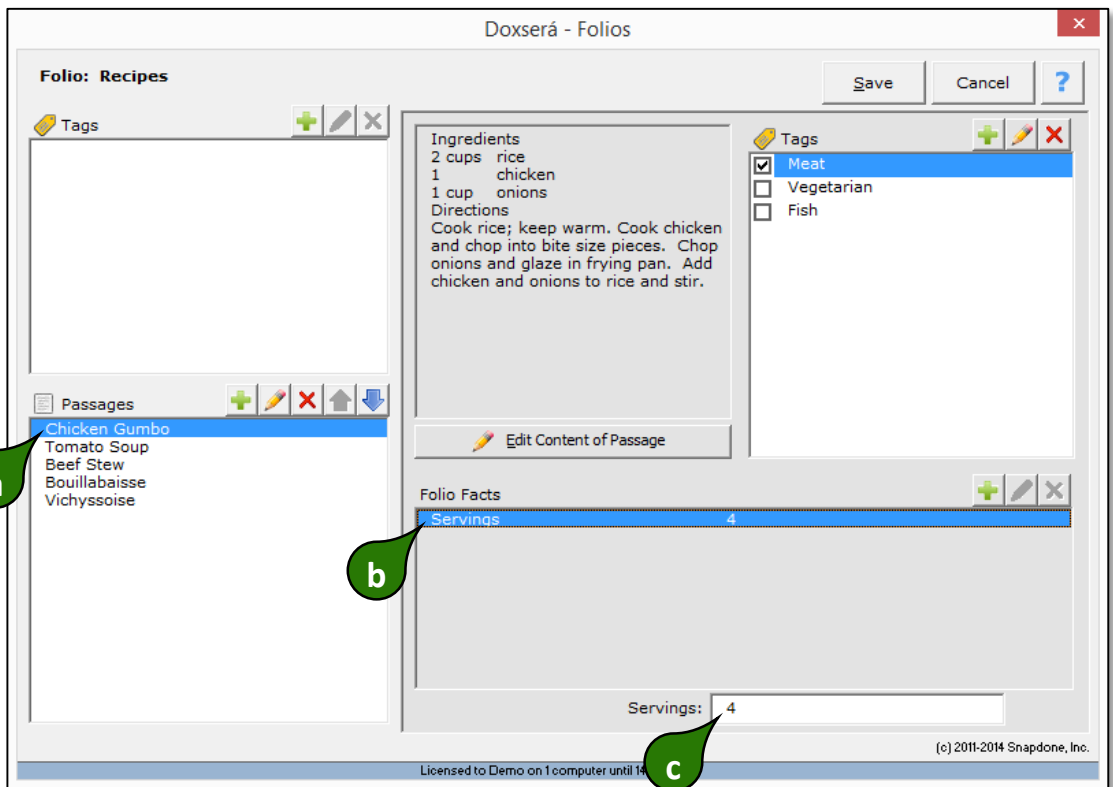 Doxserá - Folios
Folio: Recipes
Save Cancel ?
Tags
Ingredients
2 cups rice
1 chicken
1 cup onions
Directions
Cook rice; keep warm. Cook chicken
and chop into bite size pieces. Chop
onions and glaze in frying pan. Add
chicken and onions to rice and stir.
Edit Content of Passage
Tags
Meat
Vegetarian
Fish
Passages
Chicken Gumbo
Tomato Soup
Beef Stew
Bouillabaisse
Vichyssoise
Folio Facts
Servings 4
b
Servings: 4
c
(c) 2011-2014 Snapdone, Inc.
Licensed to Demo on 1 computer until